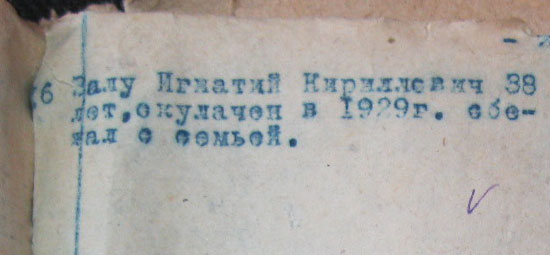 6 Залу Игнатий Кириллович 38
лет, окулачен в 1929г. сбе-
жал с семьей.